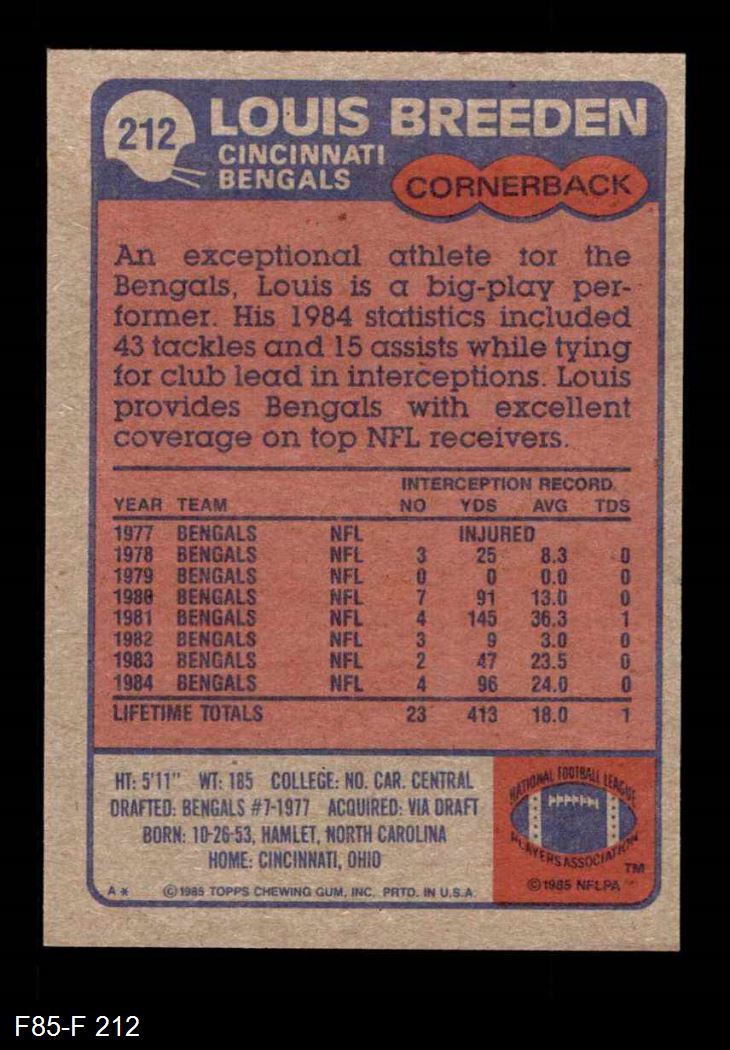 212
LOUIS BREEDEN
CINCINNATI
BENGALS
CORNERBACK
An exceptional athlete for the
Bengals, Louis is a big-play per-
former. His 1984 statistics included
43 tackles and 15 assists while tying
for club lead in interceptions. Louis
provides Bengals with excellent
coverage on top NFL receivers.
INTERCEPTION RECORD
YEAR TEAM NO YDS AVG TDS
1977 BENGALS NFL INJURED
1978 BENGALS NFL 3 25 8.3 0
1979 BENGALS NFL 0 0 0.0 0
1980 BENGALS NFL 7 91 13.0 0
1981 BENGALS NFL 4 145 36.3 1
1982 BENGALS NFL 3 9 3.0 0
1983 BENGALS NFL 2 47 23.5 0
1984 BENGALS NFL 4 96 24.0 0
LIFETIME TOTALS 23 413 18.0 1
HT: 5'11" WT: 185 COLLEGE: NO. CAR. CENTRAL
DRAFTED: BENGALS #7-1977 ACQUIRED: VIA DRAFT
BORN: 10-26-53, HAMLET, NORTH CAROLINA
HOME: CINCINNATI, OHIO
A* © 1985 TOPPS CHEWING GUM, INC. PRTD. IN U.S.A.
NATIONAL FOOTBALL LEAGUE
PLAYERS ASSOCIATION
TM
© 1985 NFLPA
F85-F 212